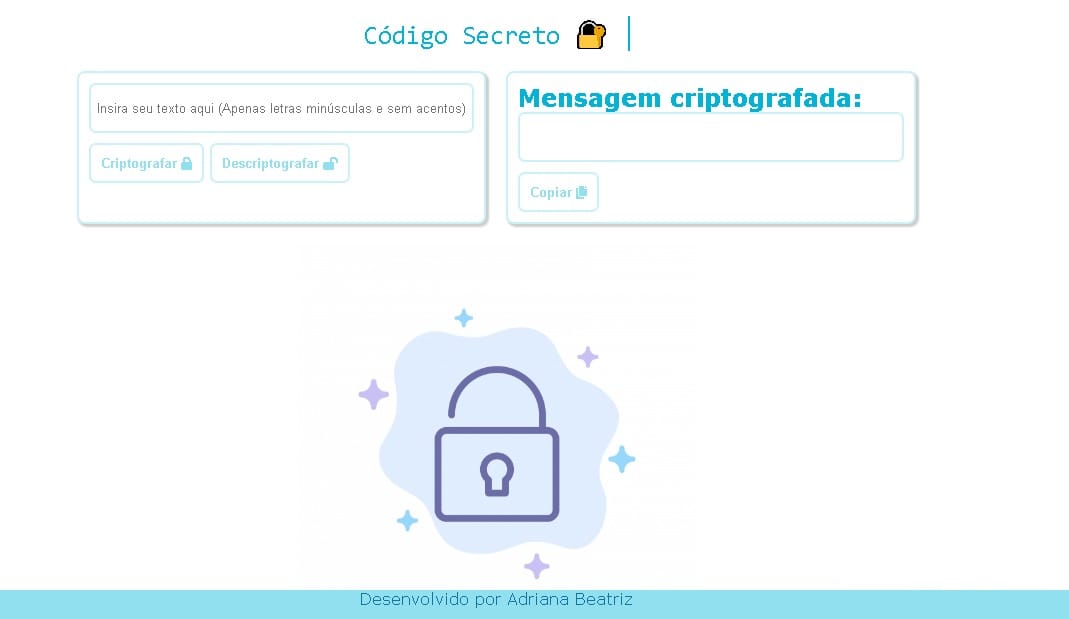 Código Secreto 🔐
Insira seu texto aqui (Apenas letras minúsculas e sem acentos)
Criptografar
Descriptografar
Mensagem criptografada:
Copiar
Desenvolvido por Adriana Beatriz